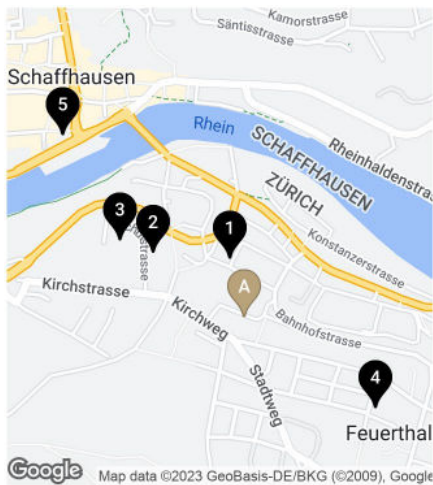 Kamorstrasse
Säntisstrasse
Schaffhausen
5
Rhein
SCHAFFHAUSEN
Rheinhaldenstra
ZÜRICH
3
2
1
Konstanzerstrasse
Kirchstrasse
A
Kirchweg
Bahnhofstrasse
Stadtweg
4
Feuerthal
Google
Map data ©2023 GeoBasis-DE/BKG (©2009), Google